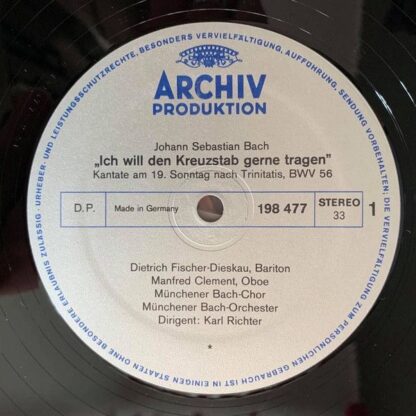 URHEBER- UND LEISTUNGSSCHUTZRECHTE, BESONDERS VERVIELFÄLTIGUNG, AUFFÜHRUNG, SENDUNG VORBEHALTEN! DIE VERVIELFÄLTIGUNG ZUM PERSÖNLICHEN GEBRAUCH IST IN EINIGEN STAATEN OHNE BESONDERE ERLAUBNIS ZULÄSSIG ·
ARCHIV
PRODUKTION
Johann Sebastian Bach
„Ich will den Kreuzstab gerne tragen”
Kantate am 19. Sonntag nach Trinitatis, BWV 56
D.P. Made in Germany 198 477 STEREO 33 1
Dietrich Fischer-Dieskau, Bariton
Manfred Clement, Oboe
Münchener Bach-Chor
Münchener Bach-Orchester
Dirigent: Karl Richter
*